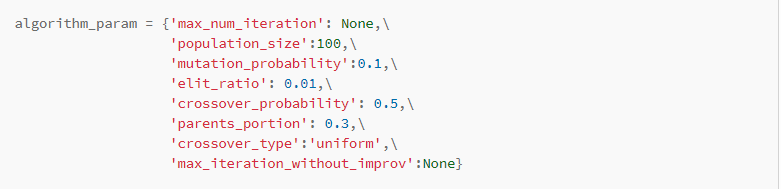 algorithm_param = {'max_num_iteration': None,\
'population_size':100,\
'mutation_probability':0.1,\
'elit_ratio': 0.01,\
'crossover_probability': 0.5,\
'parents_portion': 0.3,\
'crossover_type':'uniform',\
'max_iteration_without_improv':None}